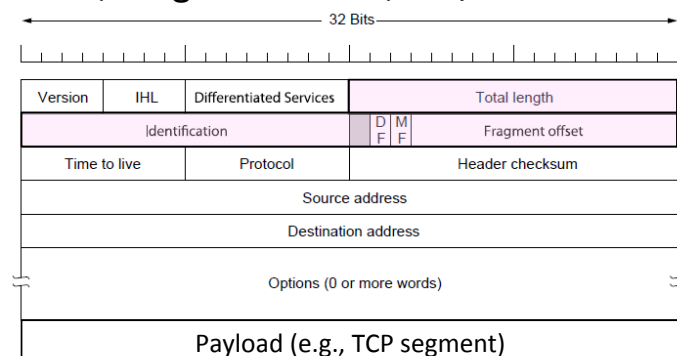 32 Bits
Version IHL Differentiated Services Total length
Identification D F M F Fragment offset
Time to live Protocol Header checksum
Source address
Destination address
Options (0 or more words)
Payload (e.g., TCP segment)